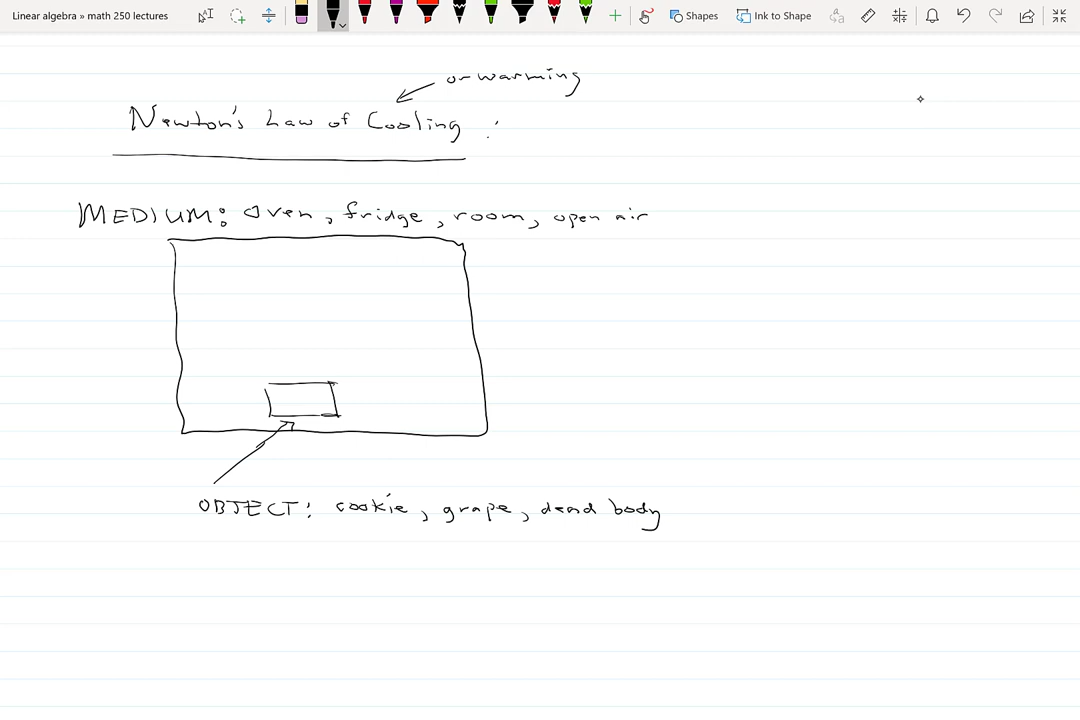 Linear algebra » math 250 lectures
Shapes
Ink to Shape
or warming
Newton's Law of Cooling :
MEDIUM: Oven, fridge, room, open air
OBJECT: cookie, grape, dead body